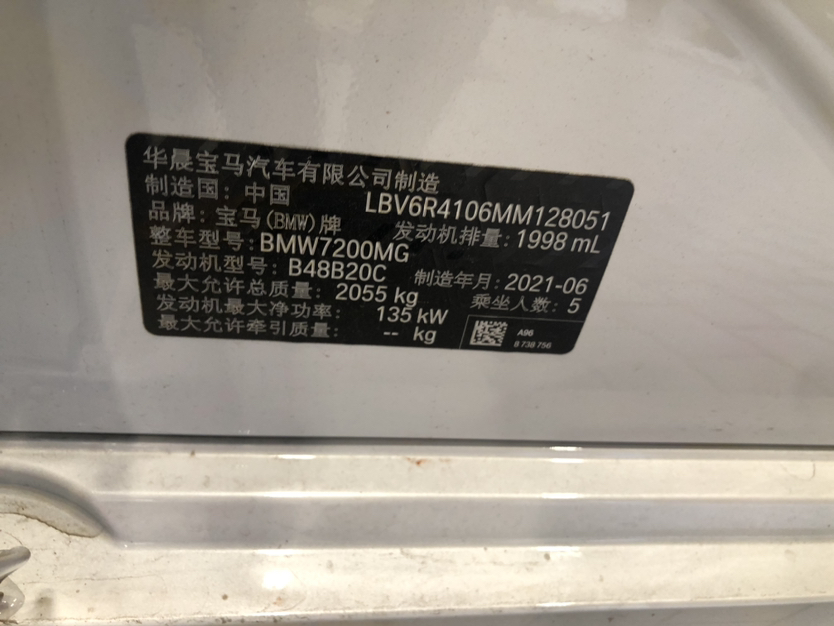 华晨宝马汽车有限公司制造
制造国：中国 LBV6R4106MM128051
品牌：宝马(BMW)牌 发动机排量：1998 mL
整车型号：BMW7200MG
发动机型号：B48B20C 制造年月：2021-06
最大允许总质量：2055 kg 乘坐人数：5
发动机最大净功率：135 kW
最大允许牵引质量：-- kg
A96
8 738 756